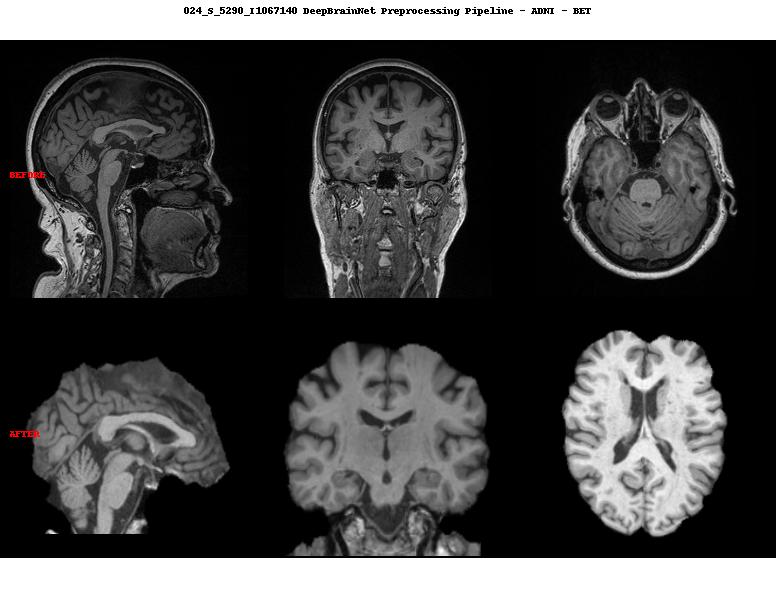 024_S_5290_I1067140 DeepBrainNet Preprocessing Pipeline - ADNI - BET
BEFORE
AFTER